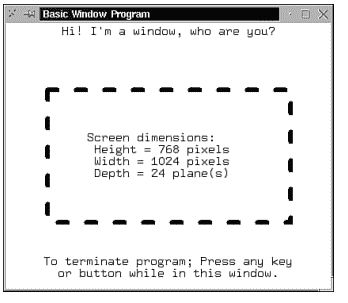 Basic Window Program
Hi! I'm a window, who are you?
Screen dimensions:
Height = 768 pixels
Width = 1024 pixels
Depth = 24 plane(s)
To terminate program; Press any key
or button while in this window.